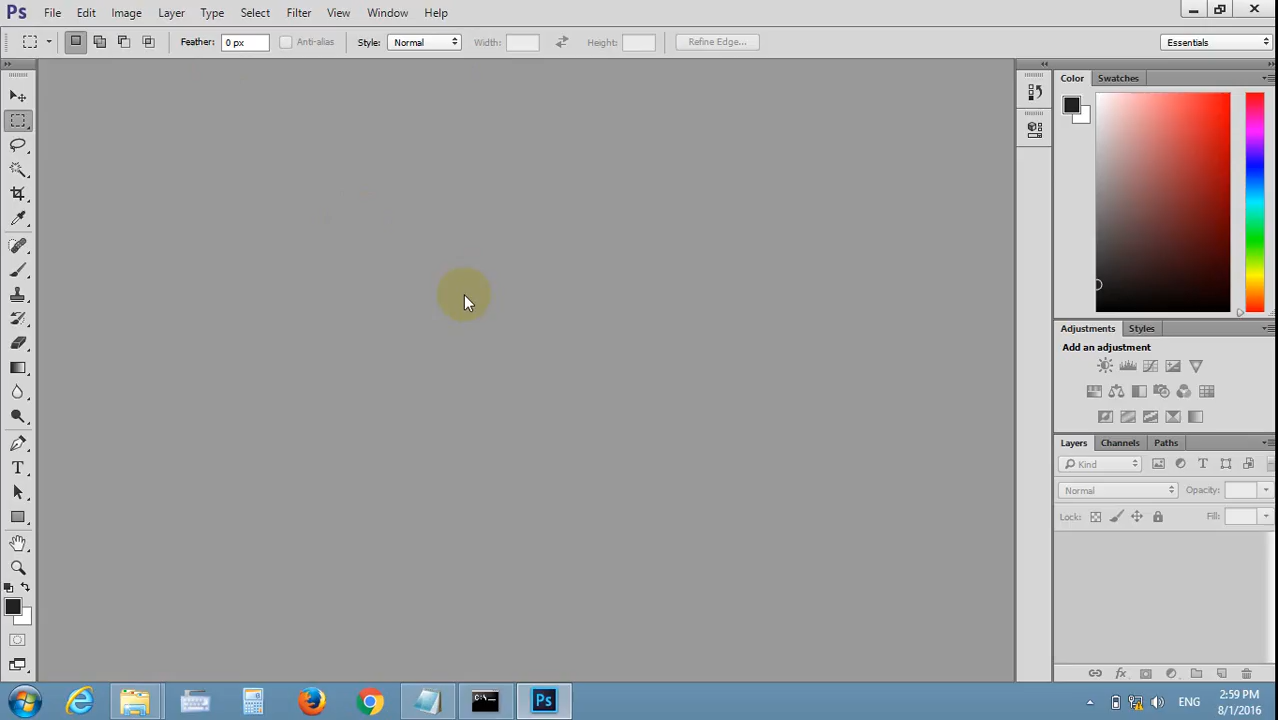 Ps File Edit Image Layer Type Select Filter View Window Help
Feather: 0 px Anti-alias Style: Normal Width: Height: Refine Edge... Essentials
Color Swatches
Adjustments Styles
Add an adjustment
Layers Channels Paths
Kind
Normal Opacity:
Lock: Fill:
T
Ps ENG 2:59 PM
8/1/2016